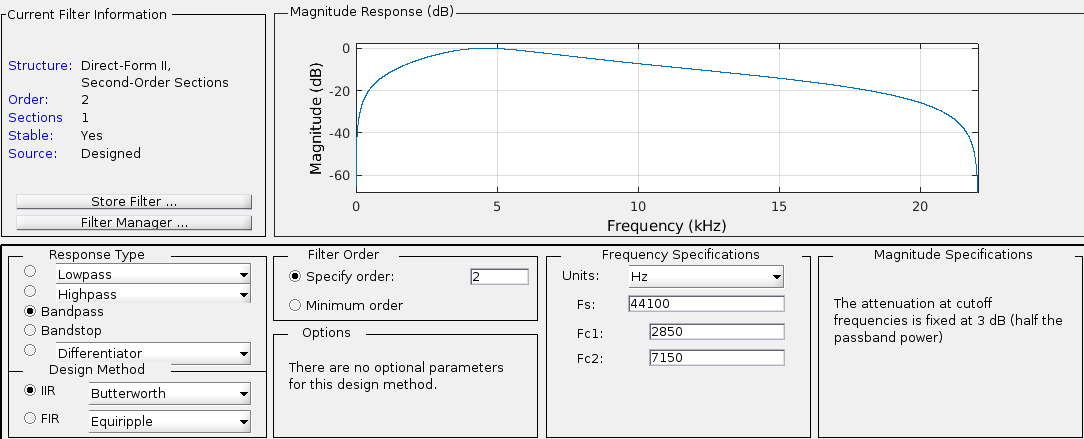 Current Filter Information
Structure: Direct-Form II,
Second-Order Sections
Order: 2
Sections 1
Stable: Yes
Source: Designed
Store Filter ...
Filter Manager ...
Magnitude Response (dB)
Magnitude (dB)
0
-20
-40
-60
0 5 10 15 20
Frequency (kHz)
Response Type
Lowpass
Highpass
Bandpass
Bandstop
Differentiator
Design Method
IIR Butterworth
FIR Equiripple
Filter Order
Specify order: 2
Minimum order
Options
There are no optional parameters
for this design method.
Frequency Specifications
Units: Hz
Fs: 44100
Fc1: 2850
Fc2: 7150
Magnitude Specifications
The attenuation at cutoff
frequencies is fixed at 3 dB (half the
passband power)